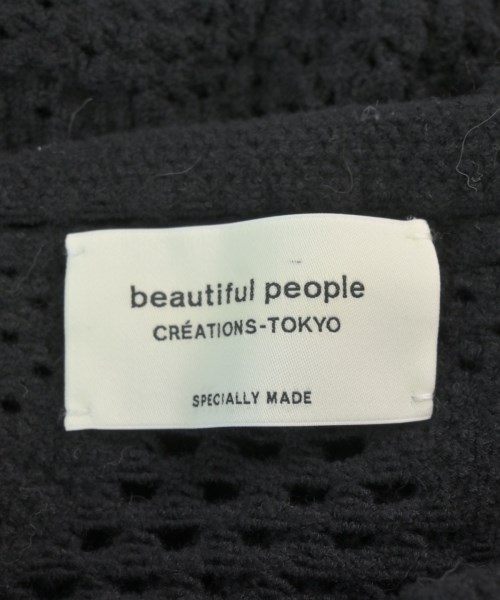 beautiful people
CRÉATIONS-TOKYO
SPECIALLY MADE